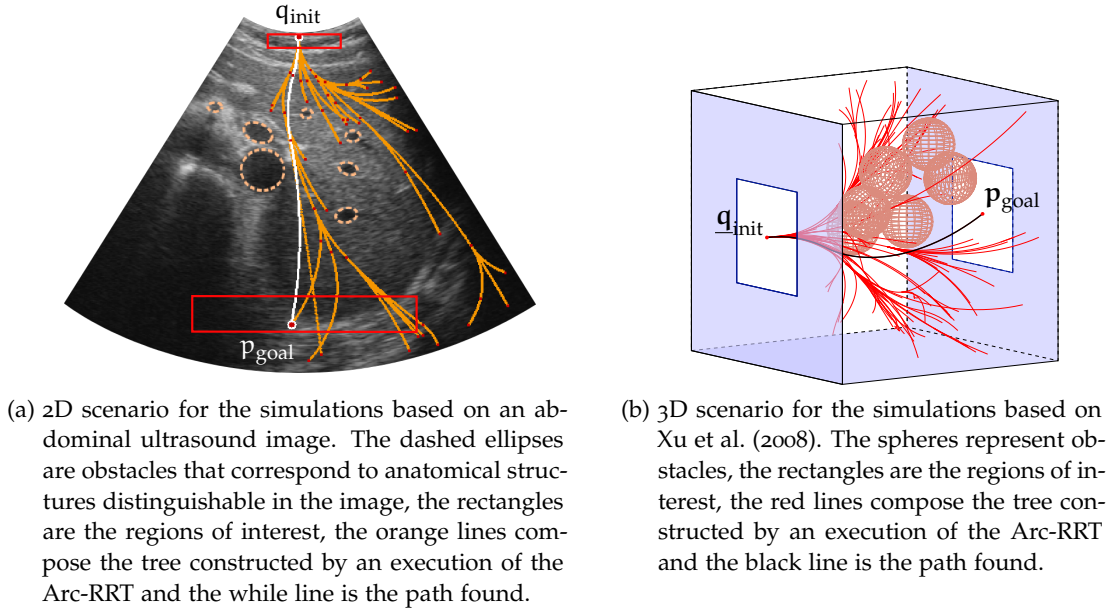 q_init
p_goal
q_init
p_goal
(a) 2D scenario for the simulations based on an ab-
dominal ultrasound image. The dashed ellipses
are obstacles that correspond to anatomical struc-
tures distinguishable in the image, the rectangles
are the regions of interest, the orange lines com-
pose the tree constructed by an execution of the
Arc-RRT and the while line is the path found.
(b) 3D scenario for the simulations based on
Xu et al. (2008). The spheres represent ob-
stacles, the rectangles are the regions of in-
terest, the red lines compose the tree con-
structed by an execution of the Arc-RRT
and the black line is the path found.